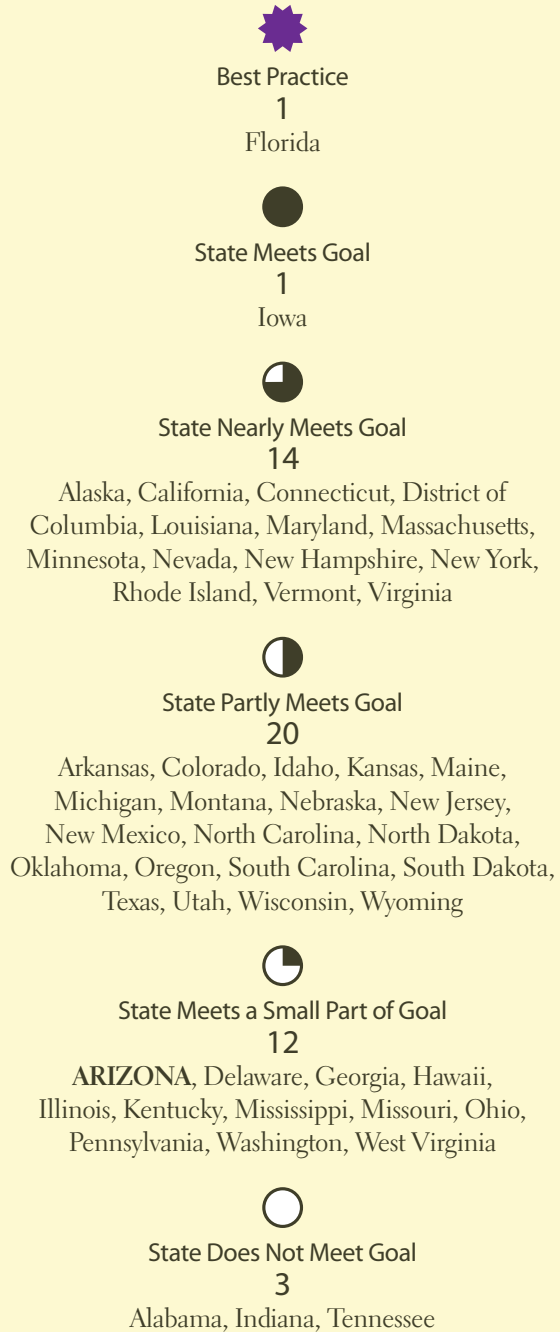 Best Practice
1
Florida
State Meets Goal
1
Iowa
State Nearly Meets Goal
14
Alaska, California, Connecticut, District of
Columbia, Louisiana, Maryland, Massachusetts,
Minnesota, Nevada, New Hampshire, New York,
Rhode Island, Vermont, Virginia
State Partly Meets Goal
20
Arkansas, Colorado, Idaho, Kansas, Maine,
Michigan, Montana, Nebraska, New Jersey,
New Mexico, North Carolina, North Dakota,
Oklahoma, Oregon, South Carolina, South Dakota,
Texas, Utah, Wisconsin, Wyoming
State Meets a Small Part of Goal
12
ARIZONA, Delaware, Georgia, Hawaii,
Illinois, Kentucky, Mississippi, Missouri, Ohio,
Pennsylvania, Washington, West Virginia
State Does Not Meet Goal
3
Alabama, Indiana, Tennessee